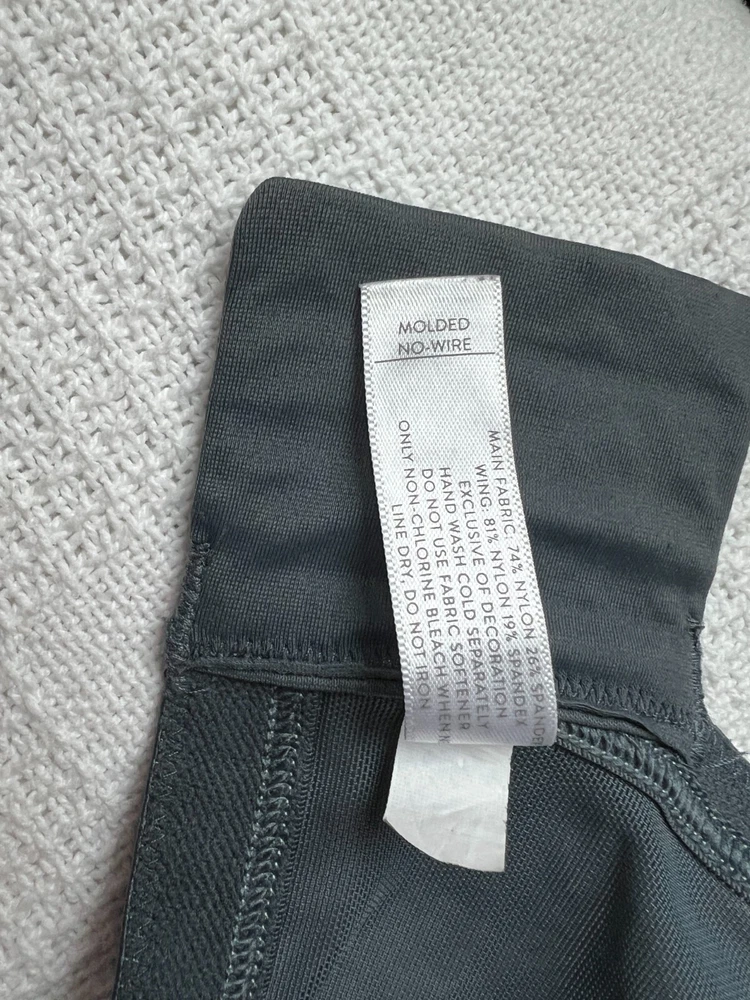 MOLDED
NO-WIRE
MAIN FABRIC: 74% NYLON 26% SPANDE
WING: 81% NYLON 19% SPANDEX
EXCLUSIVE OF DECORATION
HAND WASH COLD SEPARATELY
DO NOT USE FABRIC SOFTENER
ONLY NON-CHLORINE BLEACH WHEN
LINE DRY, DO NOT IRON